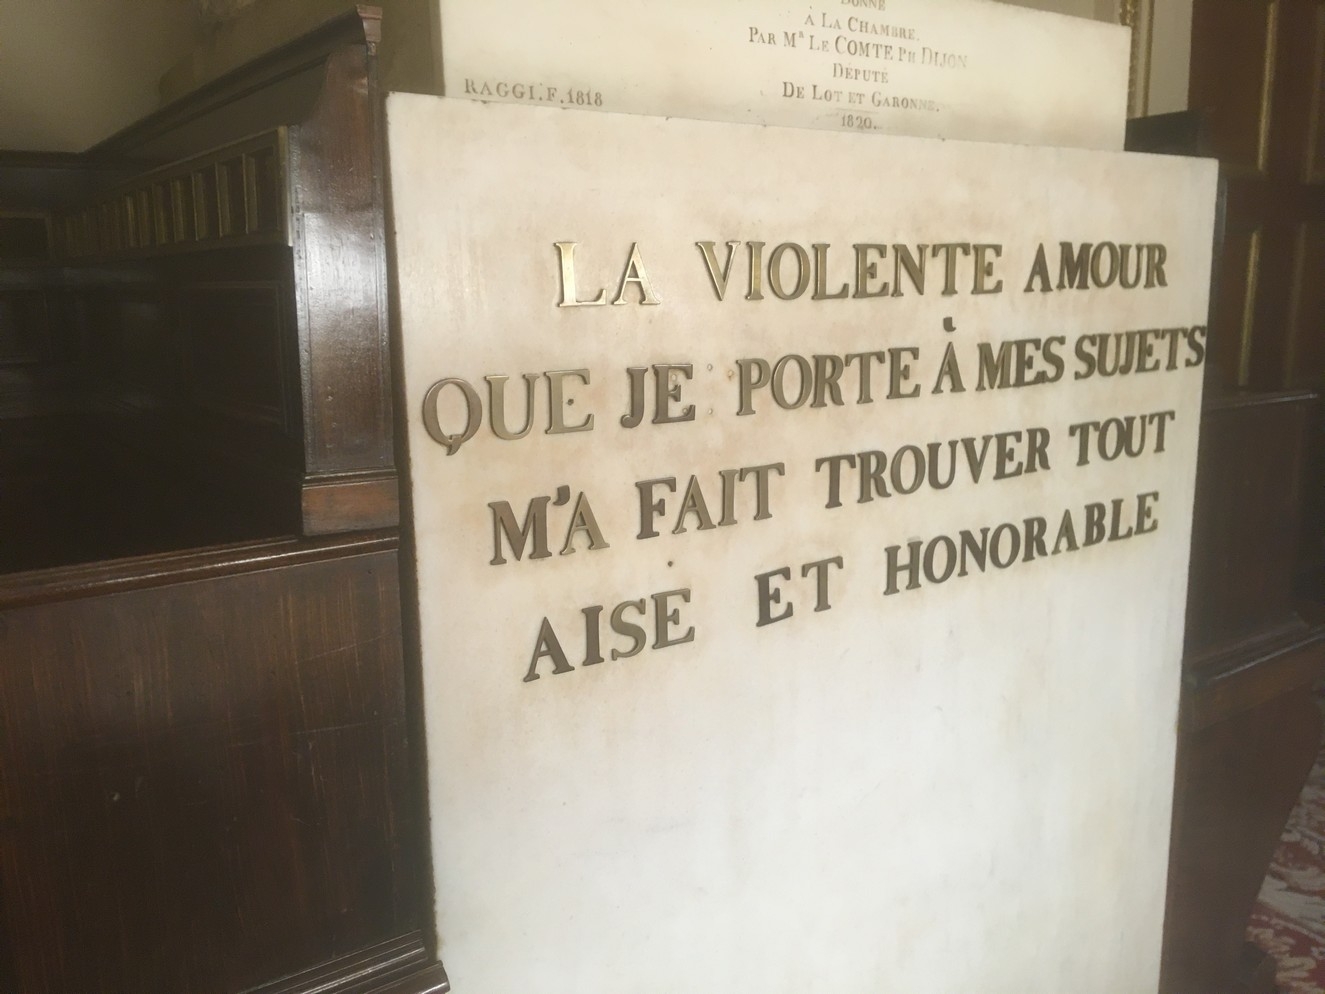 DONNÉ
À LA CHAMBRE.
PAR MR LE COMTE PH DIJON
DÉPUTÉ
DE LOT ET GARONNE.
1820.
RAGGI.F.1818
LA VIOLENTE AMOUR
QUE JE PORTE À MES SUJETS
M'A FAIT TROUVER TOUT
AISE ET HONORABLE